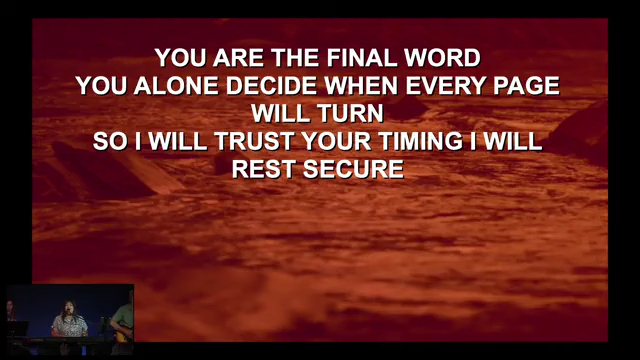 YOU ARE THE FINAL WORD
YOU ALONE DECIDE WHEN EVERY PAGE
WILL TURN
SO I WILL TRUST YOUR TIMING I WILL
REST SECURE